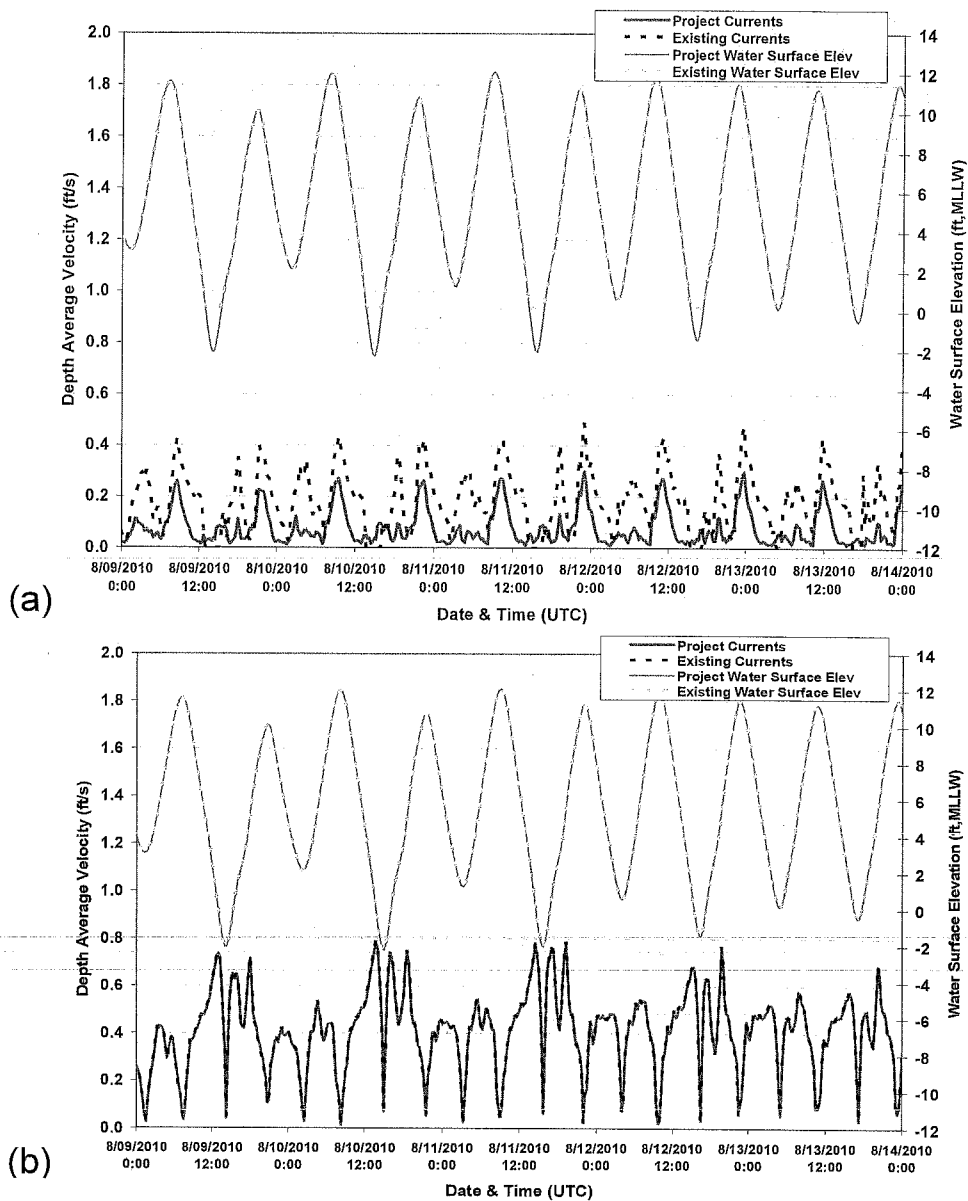 Project Currents
Existing Currents
Project Water Surface Elev
Existing Water Surface Elev
2.0
1.8
1.6
1.4
1.2
1.0
0.8
0.6
0.4
0.2
0.0
Depth Average Velocity (ft/s)
14
12
10
8
6
4
2
0
-2
-4
-6
-8
-10
-12
Water Surface Elevation (ft,MLLW)
8/09/2010 8/09/2010 8/10/2010 8/10/2010 8/11/2010 8/11/2010 8/12/2010 8/12/2010 8/13/2010 8/13/2010 8/14/2010
0:00 12:00 0:00 12:00 0:00 12:00 0:00 12:00 0:00 12:00 0:00
Date & Time (UTC)
(a)
Project Currents
Existing Currents
Project Water Surface Elev
Existing Water Surface Elev
2.0
1.8
1.6
1.4
1.2
1.0
0.8
0.6
0.4
0.2
0.0
Depth Average Velocity (ft/s)
14
12
10
8
6
4
2
0
-2
-4
-6
-8
-10
-12
Water Surface Elevation (ft,MLLW)
8/09/2010 8/09/2010 8/10/2010 8/10/2010 8/11/2010 8/11/2010 8/12/2010 8/12/2010 8/13/2010 8/13/2010 8/14/2010
0:00 12:00 0:00 12:00 0:00 12:00 0:00 12:00 0:00 12:00 0:00
Date & Time (UTC)
(b)